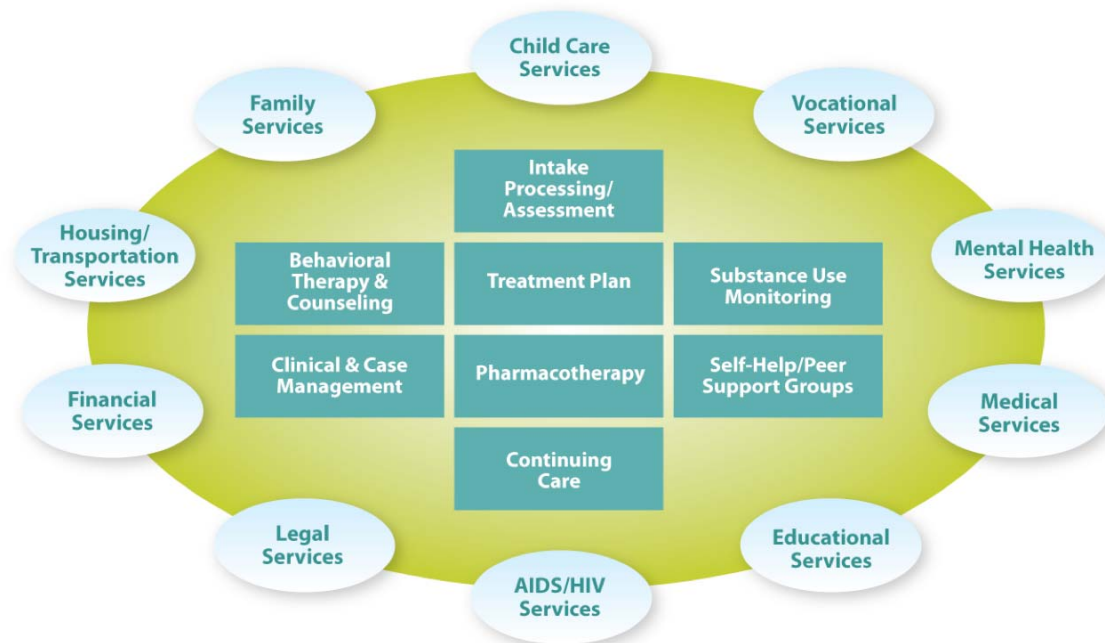 Child Care
Services
Family
Services
Vocational
Services
Intake
Processing/
Assessment
Housing/
Transportation
Services
Behavioral
Therapy &
Counseling
Treatment Plan
Substance Use
Monitoring
Mental Health
Services
Clinical & Case
Management
Pharmacotherapy
Self-Help/Peer
Support Groups
Financial
Services
Medical
Services
Continuing
Care
Legal
Services
AIDS/HIV
Services
Educational
Services